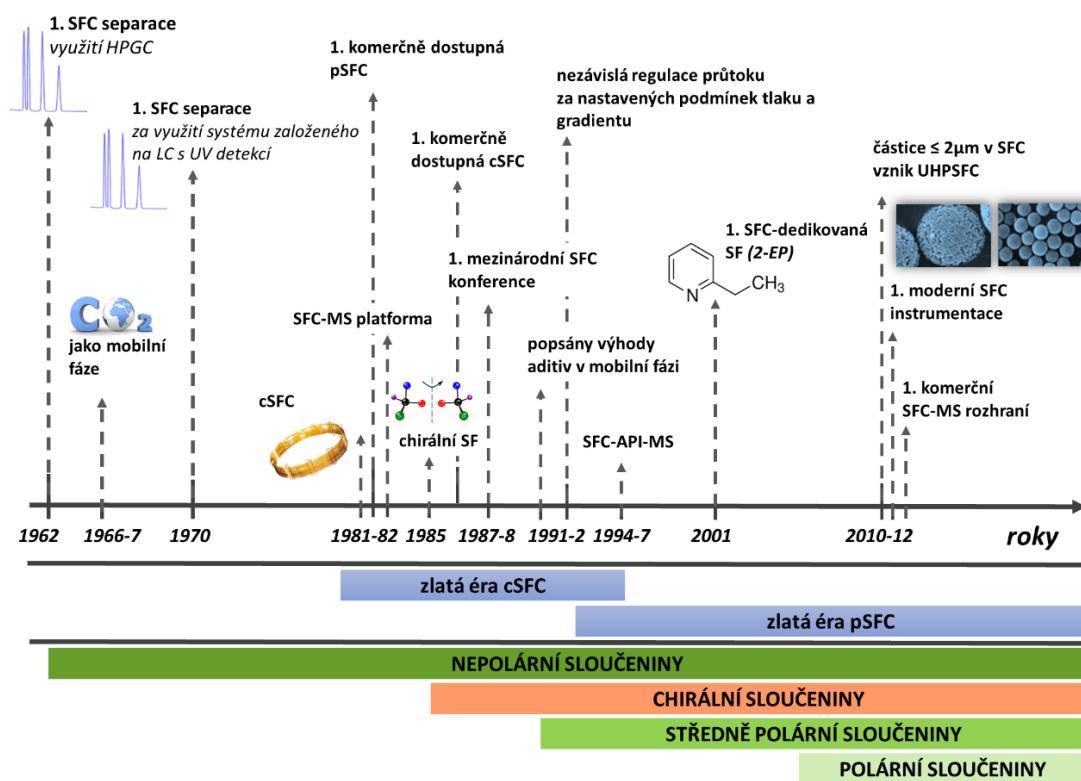 1. SFC separace
využití HPGC
1. SFC separace
za využití systému založeného
na LC s UV detekcí
1. komerčně dostupná
pSFC
1. komerčně
dostupná cSFC
nezávislá regulace průtoku
za nastavených podmínek tlaku a
gradientu
částice ≤ 2µm v SFC
vznik UHPSFC
1. SFC-dedikovaná
SF (2-EP)
N
CH3
1. mezinárodní SFC
konference
1. moderní SFC
instrumentace
CO2
jako mobilní
fáze
SFC-MS platforma
popsány výhody
aditiv v mobilní fázi
1. komerční
SFC-MS rozhraní
cSFC
chirální SF
SFC-API-MS
1962
1966-7
1970
1981-82
1985
1987-8
1991-2
1994-7
2001
2010-12
roky
zlatá éra cSFC
zlatá éra pSFC
NEPOLÁRNÍ SLOUČENINY
CHIRÁLNÍ SLOUČENINY
STŘEDNĚ POLÁRNÍ SLOUČENINY
POLÁRNÍ SLOUČENINY